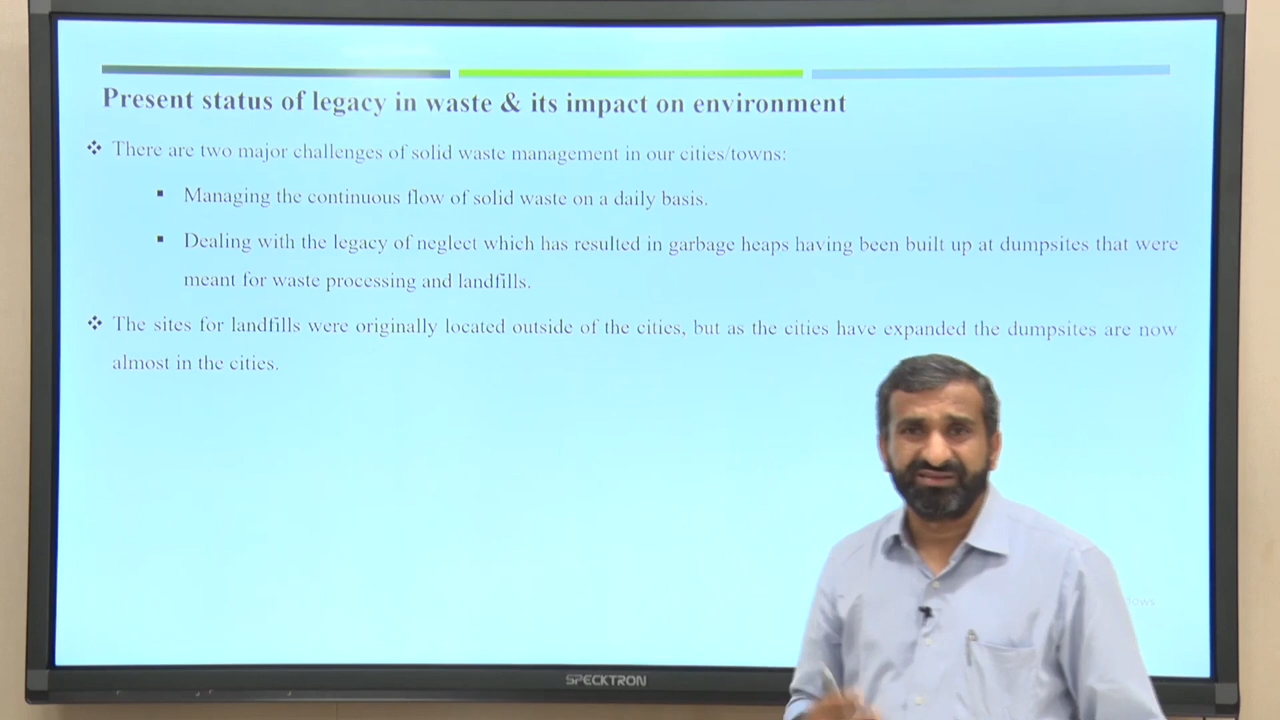 Present status of legacy in waste & its impact on environment
❖ There are two major challenges of solid waste management in our cities/towns:
▪ Managing the continuous flow of solid waste on a daily basis.
▪ Dealing with the legacy of neglect which has resulted in garbage heaps having been built up at dumpsites that were
meant for waste processing and landfills.
❖ The sites for landfills were originally located outside of the cities, but as the cities have expanded the dumpsites are now
almost in the cities.
SPECKTRON